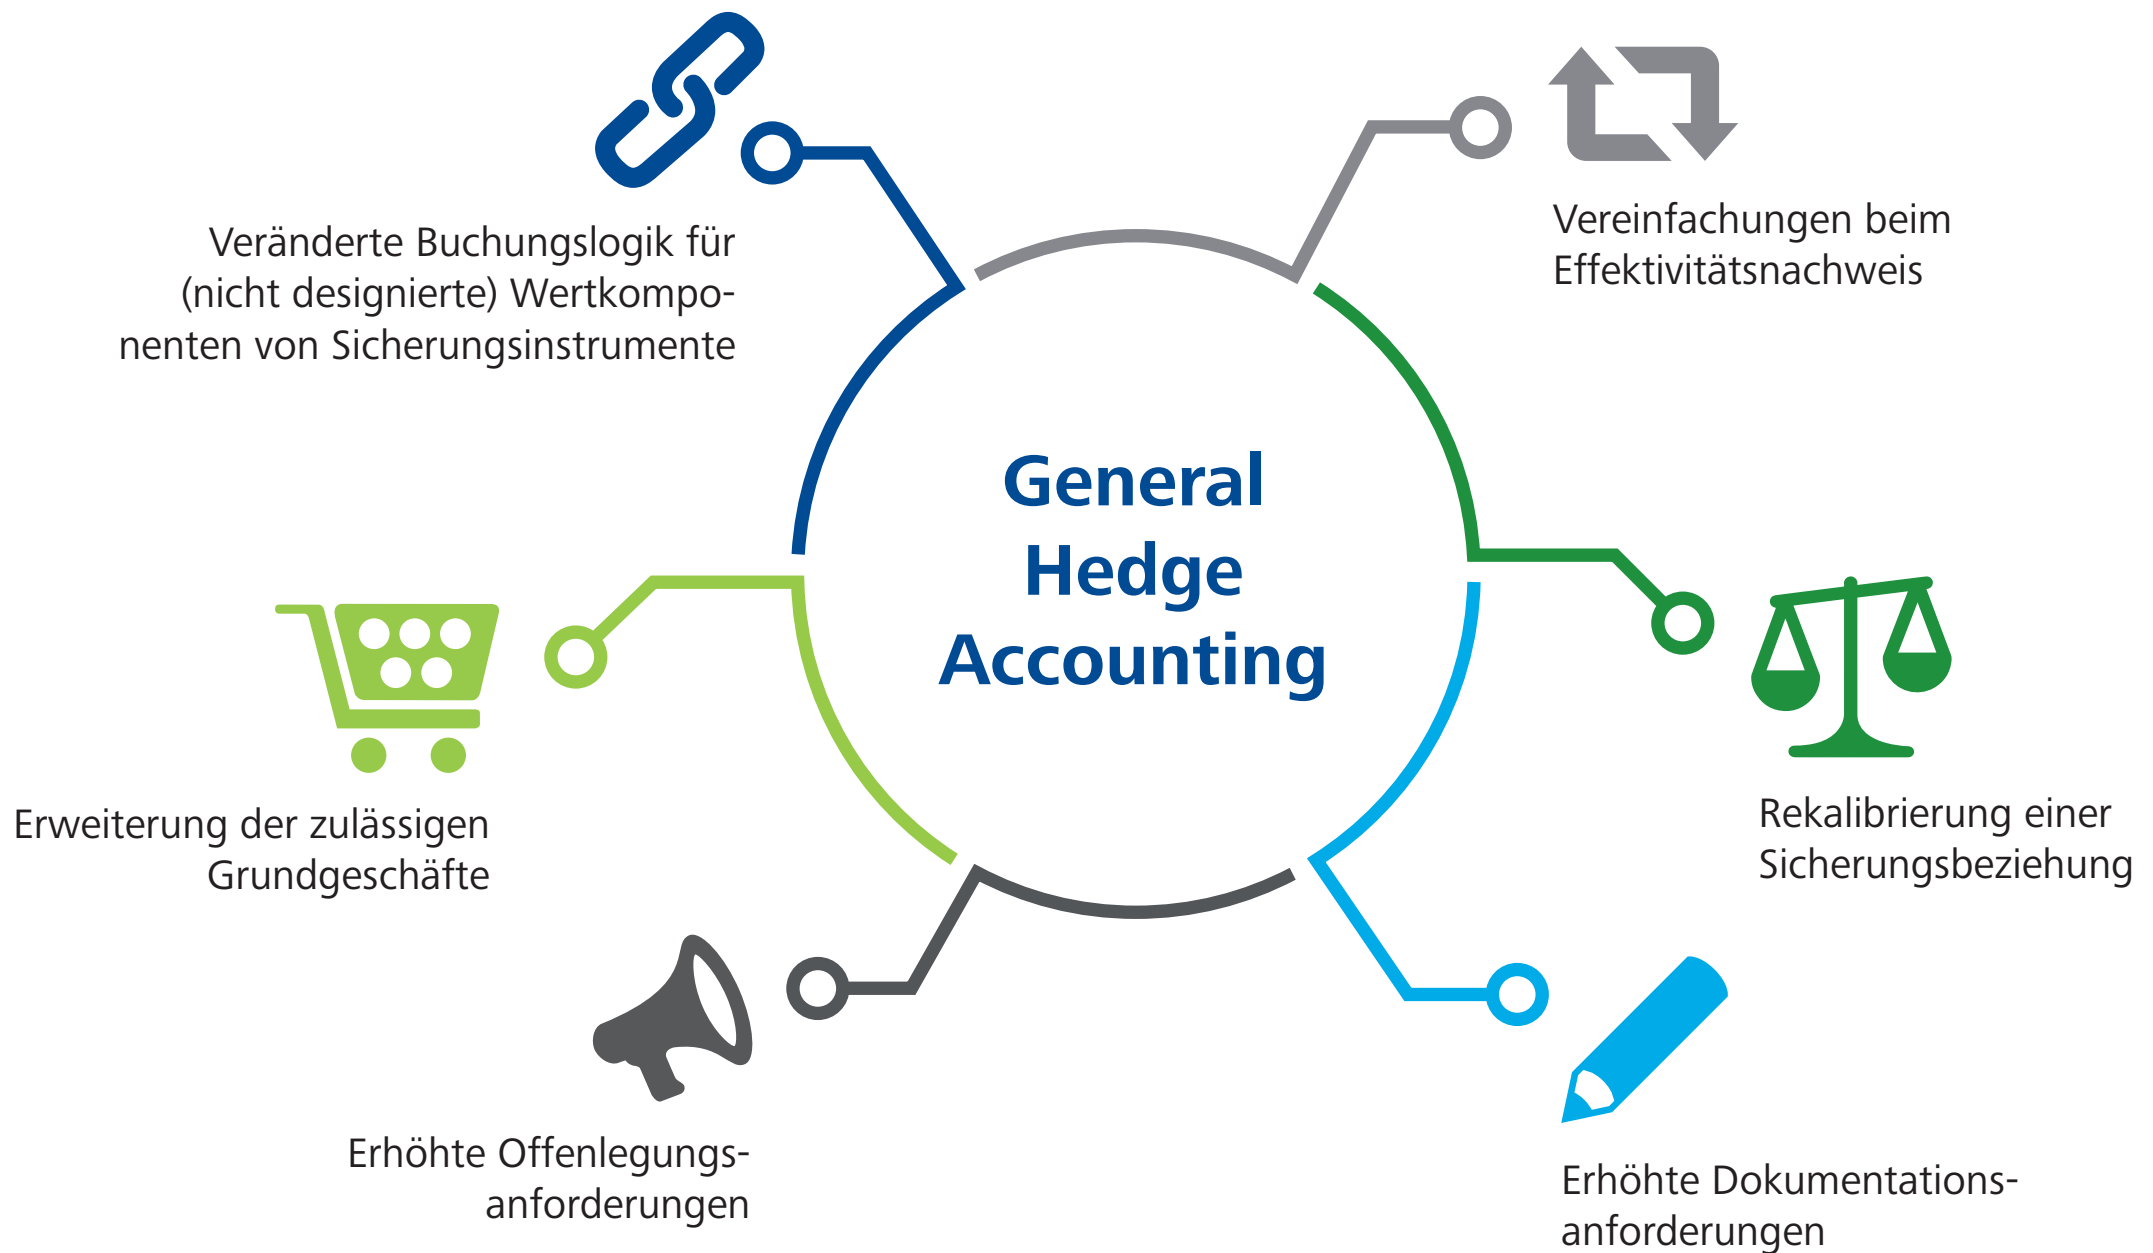 Veränderte Buchungslogik für
(nicht designierte) Wertkompo-
nenten von Sicherungsinstrumente
Vereinfachungen beim
Effektivitätsnachweis
General
Hedge
Accounting
Erweiterung der zulässigen
Grundgeschäfte
Rekalibrierung einer
Sicherungsbeziehung
Erhöhte Offenlegungs-
anforderungen
Erhöhte Dokumentations-
anforderungen